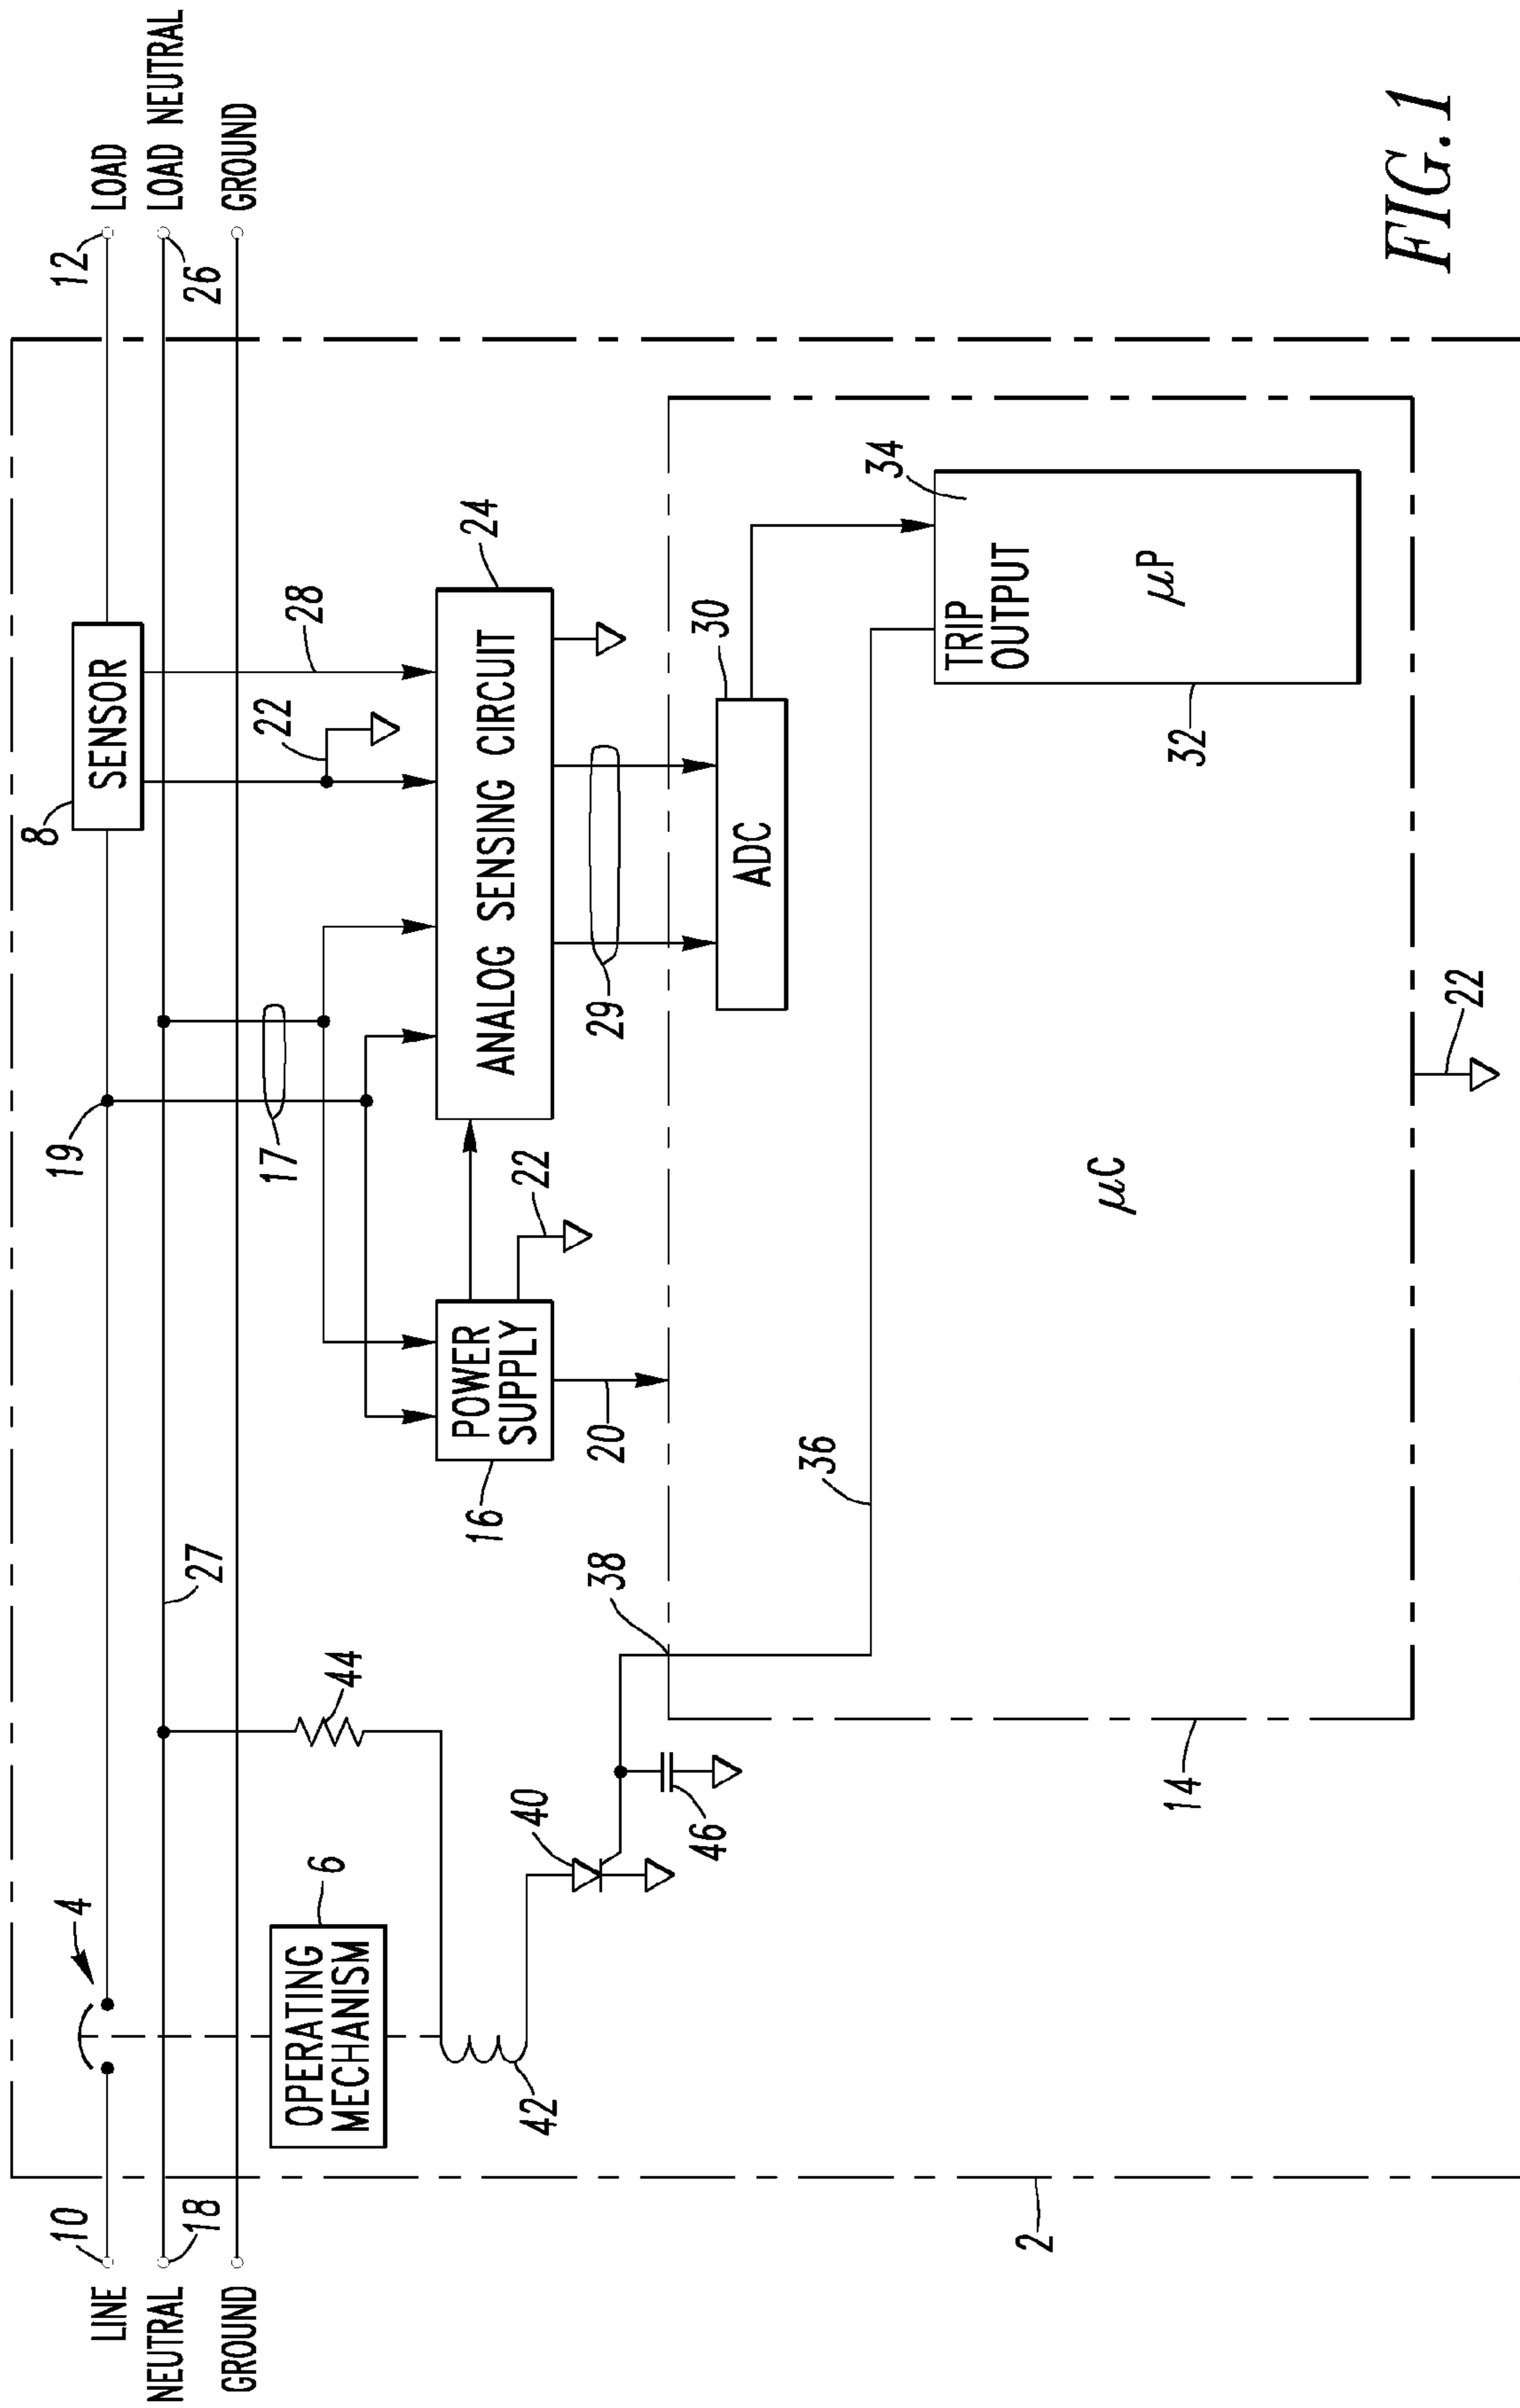 LINE
10
NEUTRAL
18
GROUND
4
19
8
SENSOR
12
LOAD
LOAD NEUTRAL
26
GROUND
27
17
22
28
OPERATING
MECHANISM
6
44
42
40
46
38
16
POWER
SUPPLY
20
22
ANALOG SENSING CIRCUIT
24
29
30
ADC
36
34
TRIP
OUTPUT
μP
32
μC
14
22
2
FIG.1